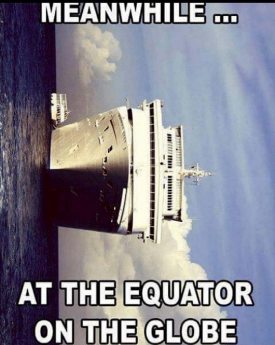 MEANWHILE ...
AT THE EQUATOR
ON THE GLOBE